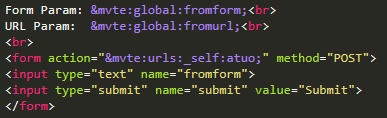 Form Param: &mvte:global:fromform;<br>
URL Param:  &mvte:global:fromurl;<br>
<br>
<form action="&mvte:urls:_self:atuo;" method="POST">
<input type="text" name="fromform">
<input type="submit" name="submit" value="Submit">
</form>